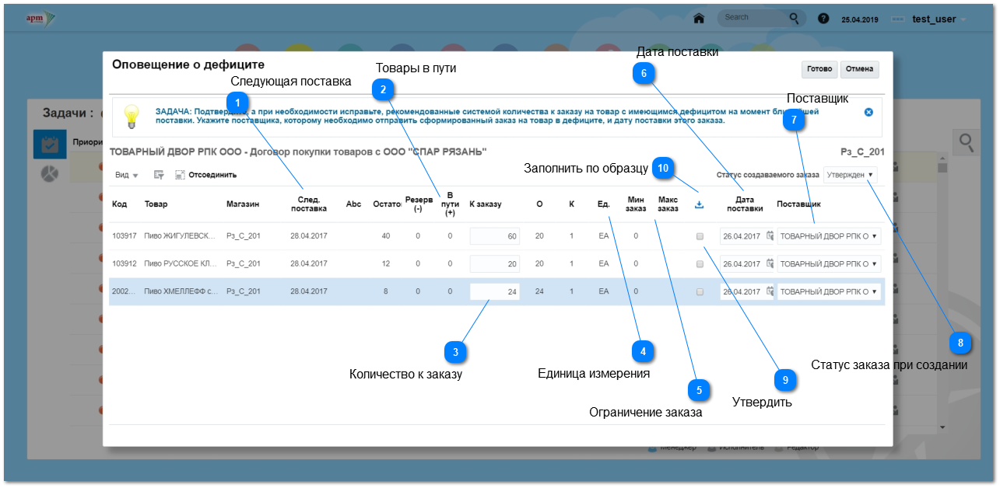 арт
Search
25.04.2019
test_user
Оповещение о дефиците
Готово
Отмена
Следующая поставка
1
Товары в пути
2
Дата поставки
6
Поставщик
7
ЗАДАЧА: Подтвердите, а при необходимости исправьте, рекомендованные системой количества к заказу на товар с имеющимся дефицитом на момент ближайшей
поставки. Укажите поставщика, которому необходимо отправить сформированный заказ на товар в дефиците, и дату поставки этого заказа.
Задачи :
Приори
ТОВАРНЫЙ ДВОР РПК ООО - Договор покупки товаров с ООО "СПАР РЯЗАНЬ"
Рз_С_201
Заполнить по образцу
10
Вид
Отсоединить
Статус создаваемого заказа
Утвержден
Код Товар Магазин След. поставка Abc Остаток Резерв (-) В пути (+) К заказу О К Ед. Мин заказ Макс заказ Дата поставки Поставщик
103917 Пиво ЖИГУЛЕВСК... Рз_С_201 28.04.2017 40 0 0 60 20 1 EA 0 26.04.2017 ТОВАРНЫЙ ДВОР РПК О
103912 Пиво РУССКОЕ КЛ... Рз_С_201 28.04.2017 12 0 0 20 20 1 EA 0 26.04.2017 ТОВАРНЫЙ ДВОР РПК О
2002... Пиво ХМЕЛЛЕФФ с... Рз_С_201 28.04.2017 8 0 0 24 24 1 EA 0 26.04.2017 ТОВАРНЫЙ ДВОР РПК О
3
Количество к заказу
4
Единица измерения
5
Ограничение заказа
9
Утвердить
8
Статус заказа при создании
Менеджер
Исполнитель
Редактор